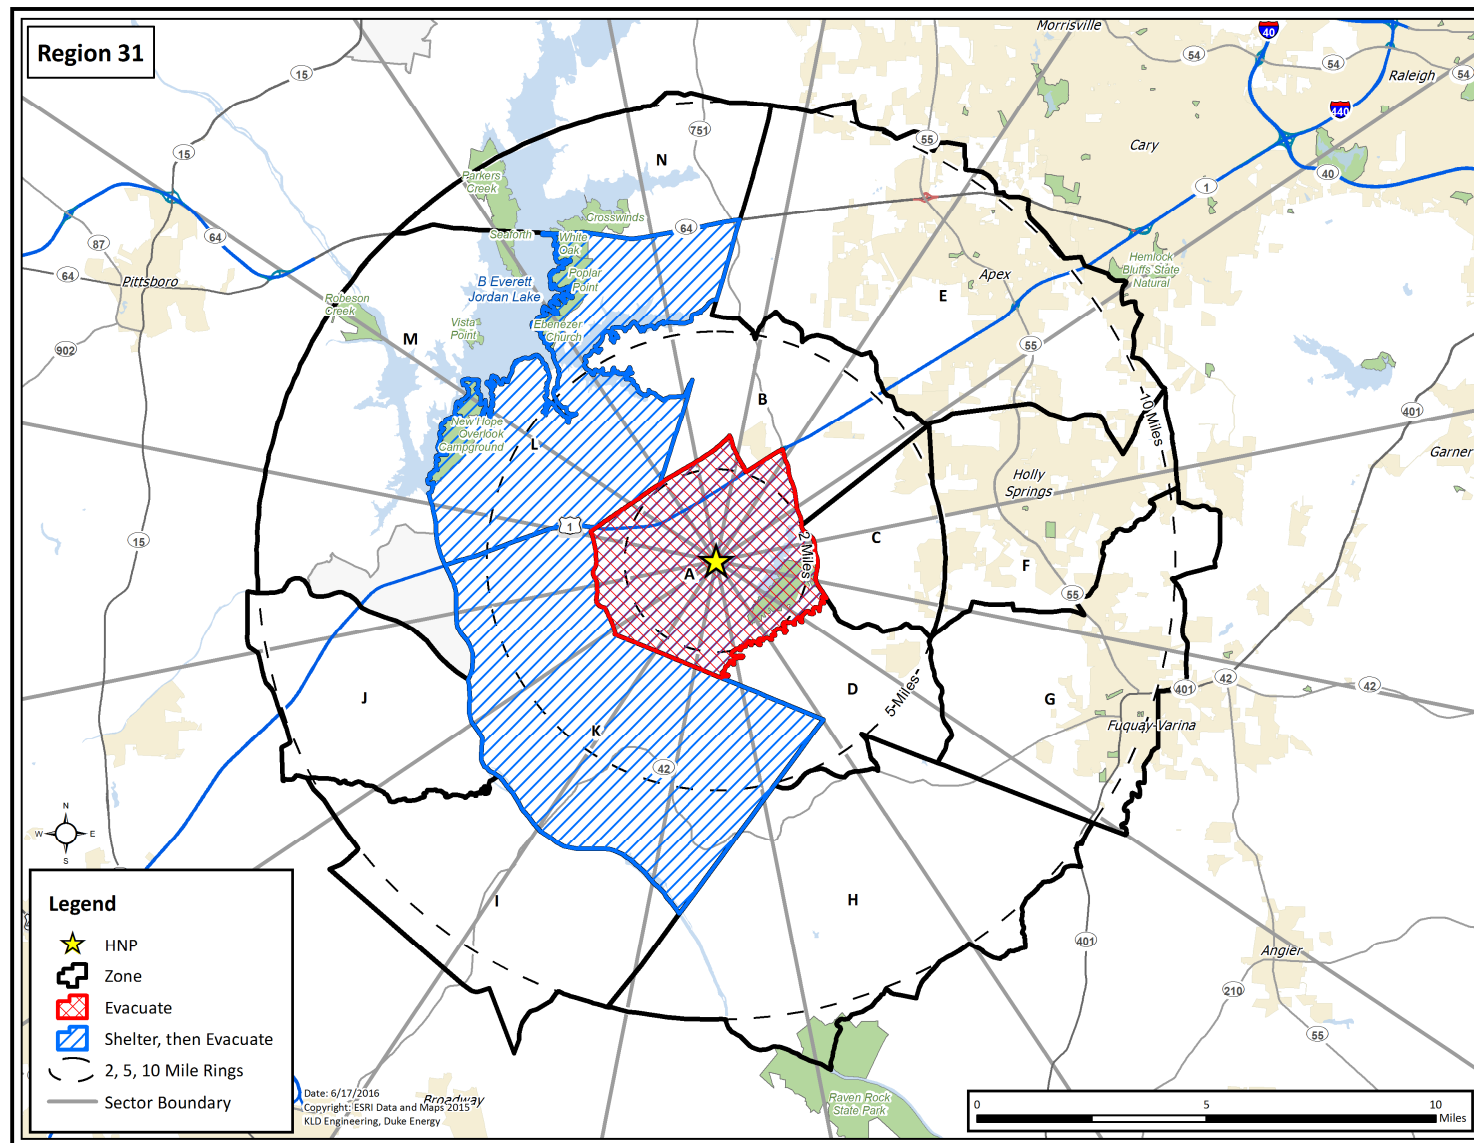 Region 31
Morrisville
40
54
54
54
Raleigh
440
15
15
751
55
Cary
N
Parkers
Creek
40
1
Crosswinds
Seaforth
64
White
Oak
64
87
64
Pittsboro
B Everett
Jordan Lake
Poplar
Point
Apex
Hemlock
Bluffs State
Natural
E
Robeson
Creek
Vista
Point
Ebenezer
Church
M
902
55
B
10 Miles
401
New Hope
Overlook
Campground
L
Garner
Holly
Springs
1
15
C
2 Miles
A
F
55
J
D
5 Miles
G
401
42
42
Fuquay-Varina
K
42
N
W
E
S
I
H
401
Angier
210
55
Legend
HNP
Zone
Evacuate
Shelter, then Evacuate
2, 5, 10 Mile Rings
Sector Boundary
Date: 6/17/2016
Copyright: ESRI Data and Maps 2015
KLD Engineering, Duke Energy
Broadway
Raven Rock
State Park
0
5
10
Miles